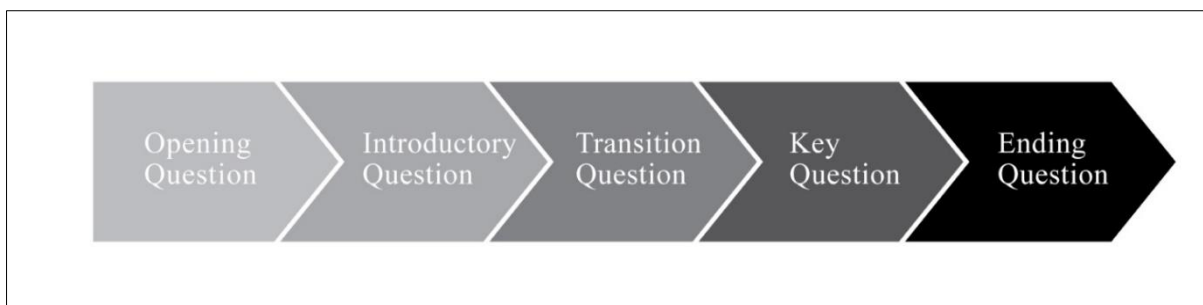 Opening
Question
Introductory
Question
Transition
Question
Key
Question
Ending
Question